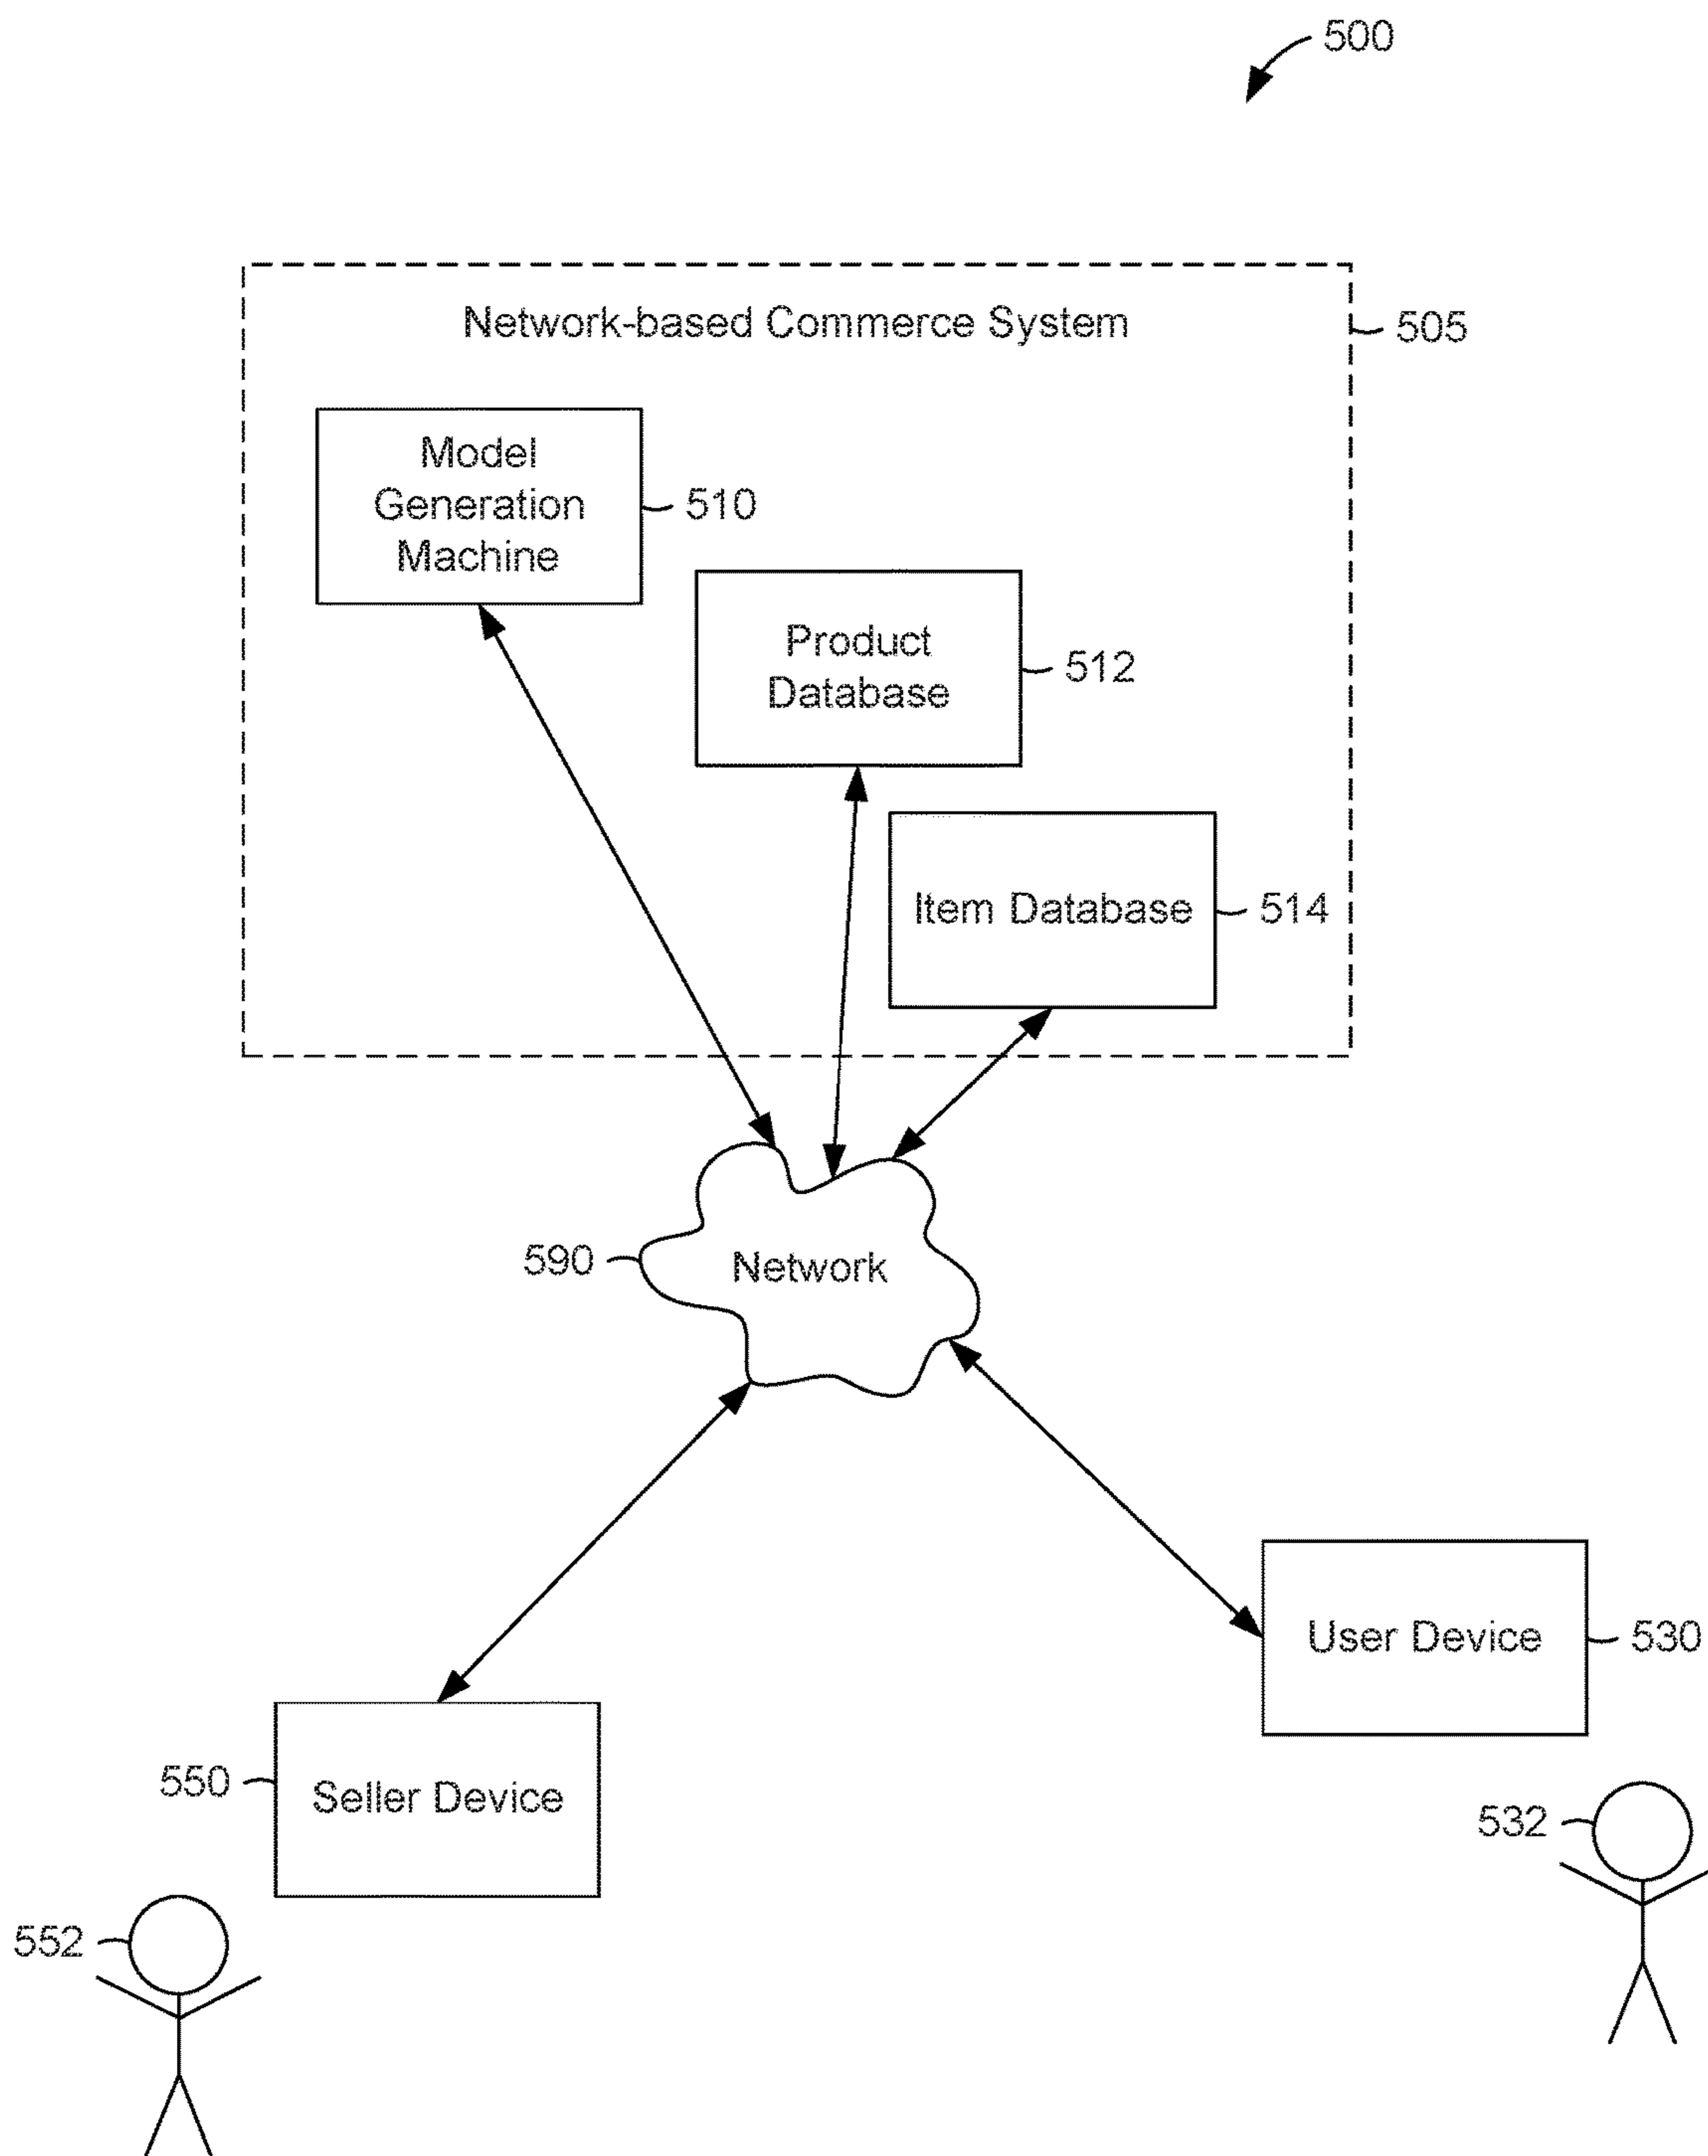 500
Network-based Commerce System
505
Model
Generation
Machine
510
Product
Database
512
Item Database
514
590
Network
User Device
530
550
Seller Device
532
552